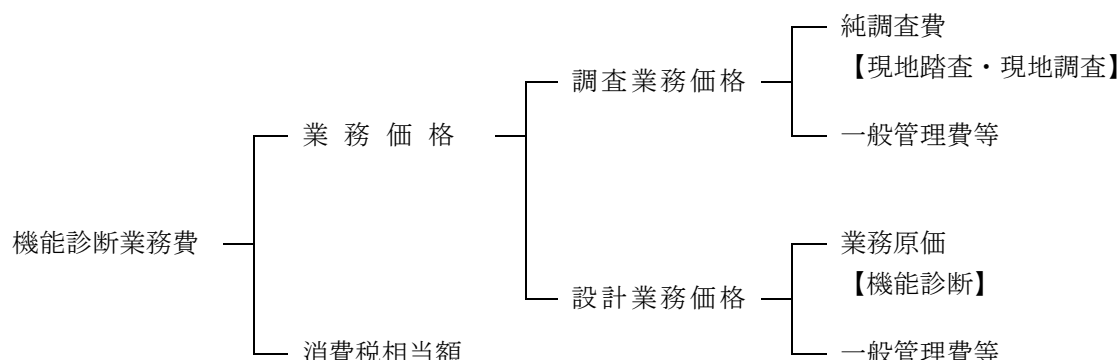 純調査費
【現地踏査・現地調査】
調査業務価格
業務価格
一般管理費等
機能診断業務費
業務原価
【機能診断】
設計業務価格
消費税相当額
一般管理費等